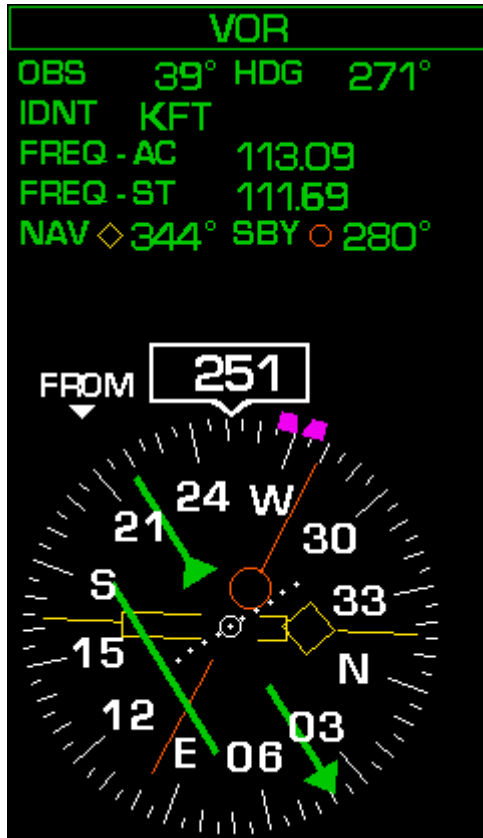 VOR
OBS 39° HDG 271°
IDNT KFT
FREQ - AC 113.09
FREQ - ST 111.69
NAV 344° SBY 280°
FROM 251
24 W
21 30
S 33
15 N
12 03
E 06